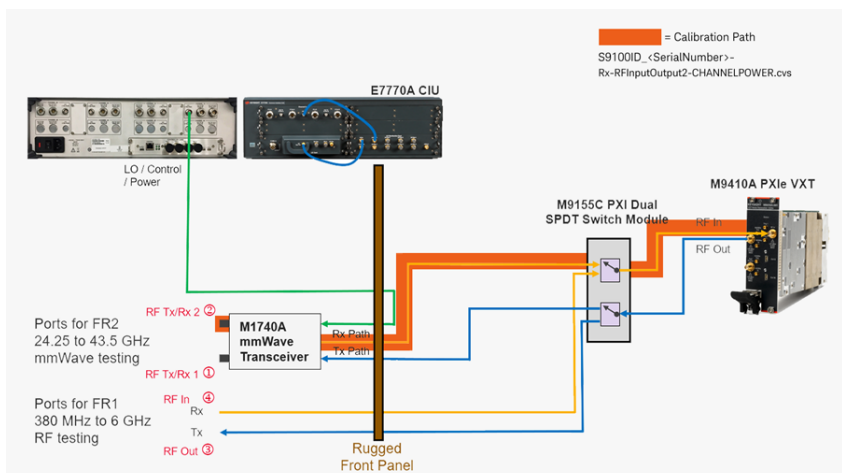 = Calibration Path
S9100ID_<SerialNumber>-
Rx-RFInputOutput2-CHANNELPOWER.cvs
E7770A CIU
LO / Control
/ Power
M9410A PXIe VXT
M9155C PXI Dual
SPDT Switch Module
RF In
RF Out
RF Tx/Rx 2 ②
Ports for FR2
24.25 to 43.5 GHz
mmWave testing
M1740A
mmWave
Transceiver
Rx Path
Tx Path
RF Tx/Rx 1 ①
Ports for FR1
380 MHz to 6 GHz
RF testing
RF In ④
Rx
Tx
RF Out ③
Rugged
Front Panel